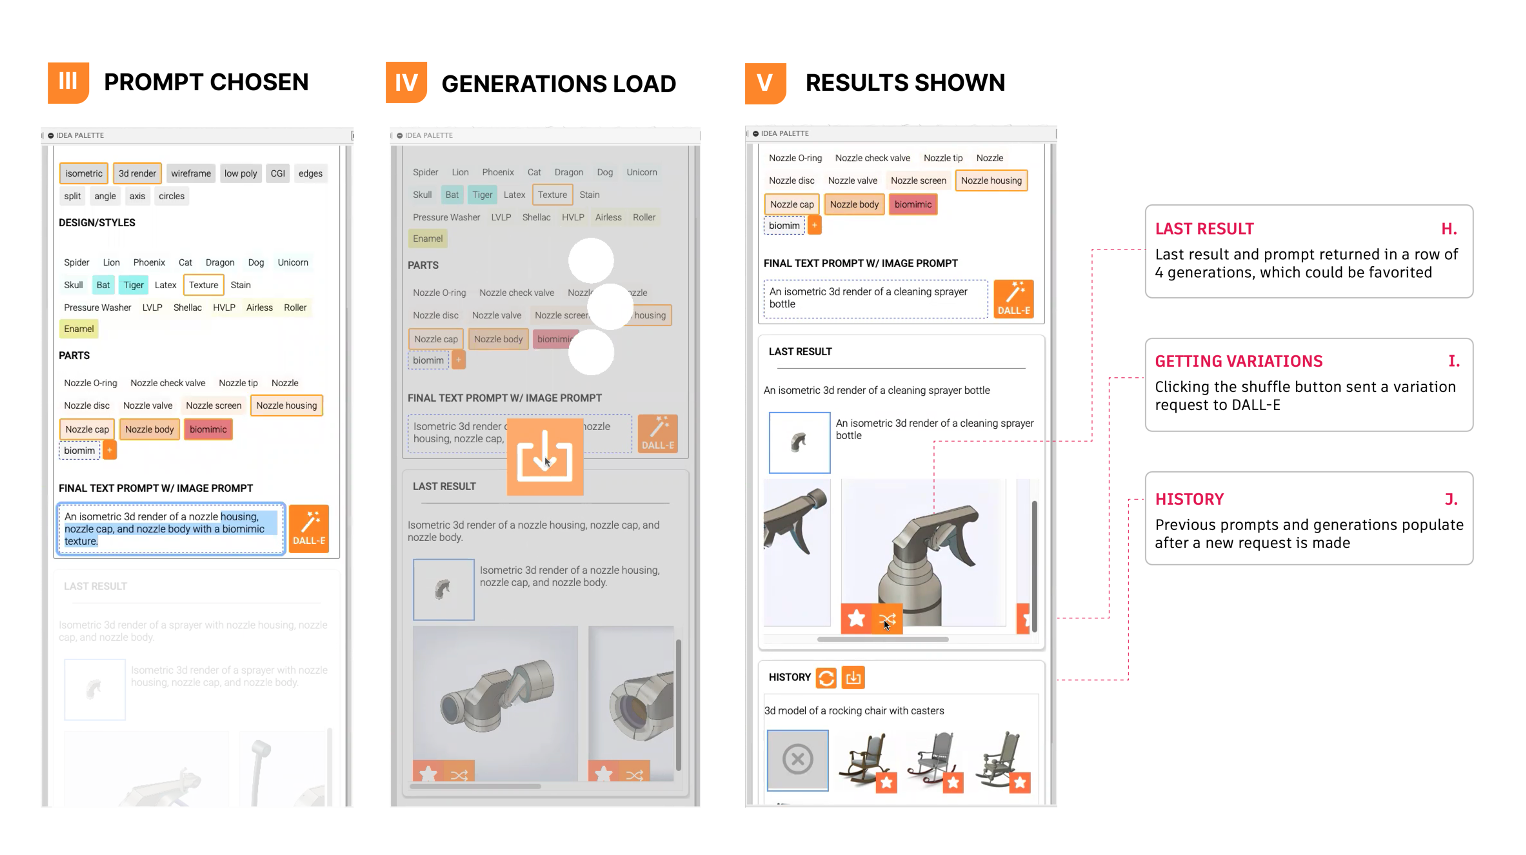 III PROMPT CHOSEN
IDEA PALETTE
isometric 3d render wireframe low poly CGI edges
split angle axis circles
DESIGN/STYLES
Spider Lion Phoenix Cat Dragon Dog Unicorn
Skull Bat Tiger Latex Texture Stain
Pressure Washer LVLP Shellac HVLP Airless Roller
Enamel
PARTS
Nozzle O-ring Nozzle check valve Nozzle tip Nozzle
Nozzle disc Nozzle valve Nozzle screen Nozzle housing
Nozzle cap Nozzle body biomimic
biomim +
FINAL TEXT PROMPT W/ IMAGE PROMPT
An isometric 3d render of a nozzle housing,
nozzle cap, and nozzle body with a biomimic
texture.
DALL-E
LAST RESULT
Isometric 3d render of a sprayer with nozzle housing, nozzle
cap, and nozzle body.
Isometric 3d render of a sprayer with nozzle
housing, nozzle cap, and nozzle body.
IV GENERATIONS LOAD
IDEA PALETTE
Spider Lion Phoenix Cat Dragon Dog Unicorn
Skull Bat Tiger Latex Texture Stain
Pressure Washer LVLP Shellac HVLP Airless Roller
Enamel
PARTS
Nozzle O-ring Nozzle check valve
Nozzle disc Nozzle valve Nozzle screen housing
Nozzle cap Nozzle body biomimic
biomim +
FINAL TEXT PROMPT W/ IMAGE PROMPT
Isometric 3d render nozzle
housing, nozzle cap,
DALL-E
LAST RESULT
Isometric 3d render of a nozzle housing, nozzle cap, and
nozzle body.
Isometric 3d render of a nozzle housing,
nozzle cap, and nozzle body.
V RESULTS SHOWN
IDEA PALETTE
Nozzle O-ring Nozzle check valve Nozzle tip Nozzle
Nozzle disc Nozzle valve Nozzle screen Nozzle housing
Nozzle cap Nozzle body biomimic
biomim +
FINAL TEXT PROMPT W/ IMAGE PROMPT
An isometric 3d render of a cleaning sprayer
bottle
DALL-E
LAST RESULT
An isometric 3d render of a cleaning sprayer bottle
An isometric 3d render of a cleaning sprayer
bottle
HISTORY
3d model of a rocking chair with casters
LAST RESULT H.
Last result and prompt returned in a row of
4 generations, which could be favorited
GETTING VARIATIONS I.
Clicking the shuffle button sent a variation
request to DALL-E
HISTORY J.
Previous prompts and generations populate
after a new request is made